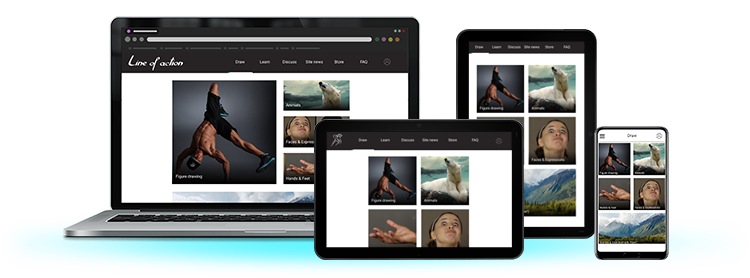 Line of action Draw Learn Discuss Site news Store FAQ
Animals
Figure drawing
Hands & Feet
Draw Learn Discuss Site news Store FAQ
Figure drawing
Animals
Draw Learn Discuss Site news Store FAQ
Figure drawing
Animals
Faces & Expressions
Draw
Figure Drawing
Animals
Hands & Feet
Faces & Expressions